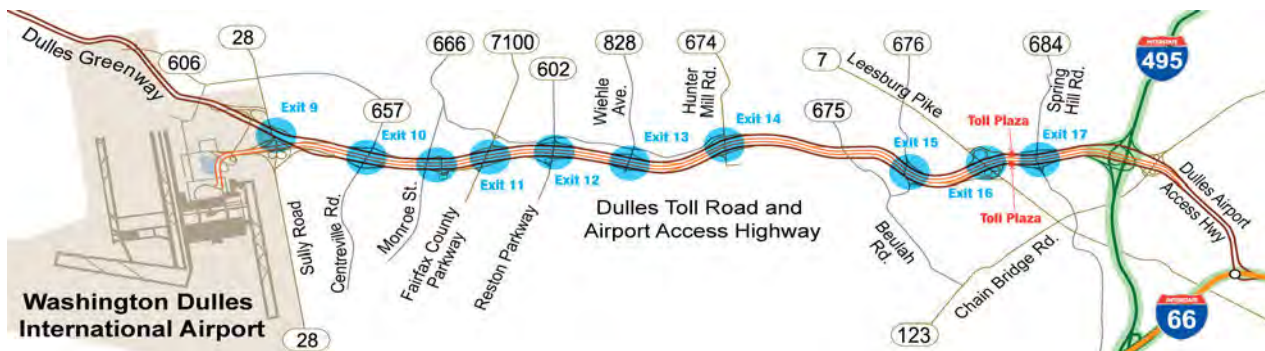 Dulles Greenway
606
28
Exit 9
Sully Road
28
Washington Dulles
International Airport
657
Exit 10
Centreville Rd.
666
Monroe St.
7100
Exit 11
Fairfax County
Parkway
602
Exit 12
Reston Parkway
828
Wiehle
Ave.
Exit 13
674
Hunter
Mill Rd.
Exit 14
Dulles Toll Road and
Airport Access Highway
675
676
Exit 15
Beulah
Rd.
7
Leesburg Pike
Exit 16
Toll Plaza
Toll Plaza
684
Spring
Hill Rd.
Exit 17
123
Chain Bridge Rd.
INTERSTATE
495
Dulles Airport
Access Hwy
INTERSTATE
66